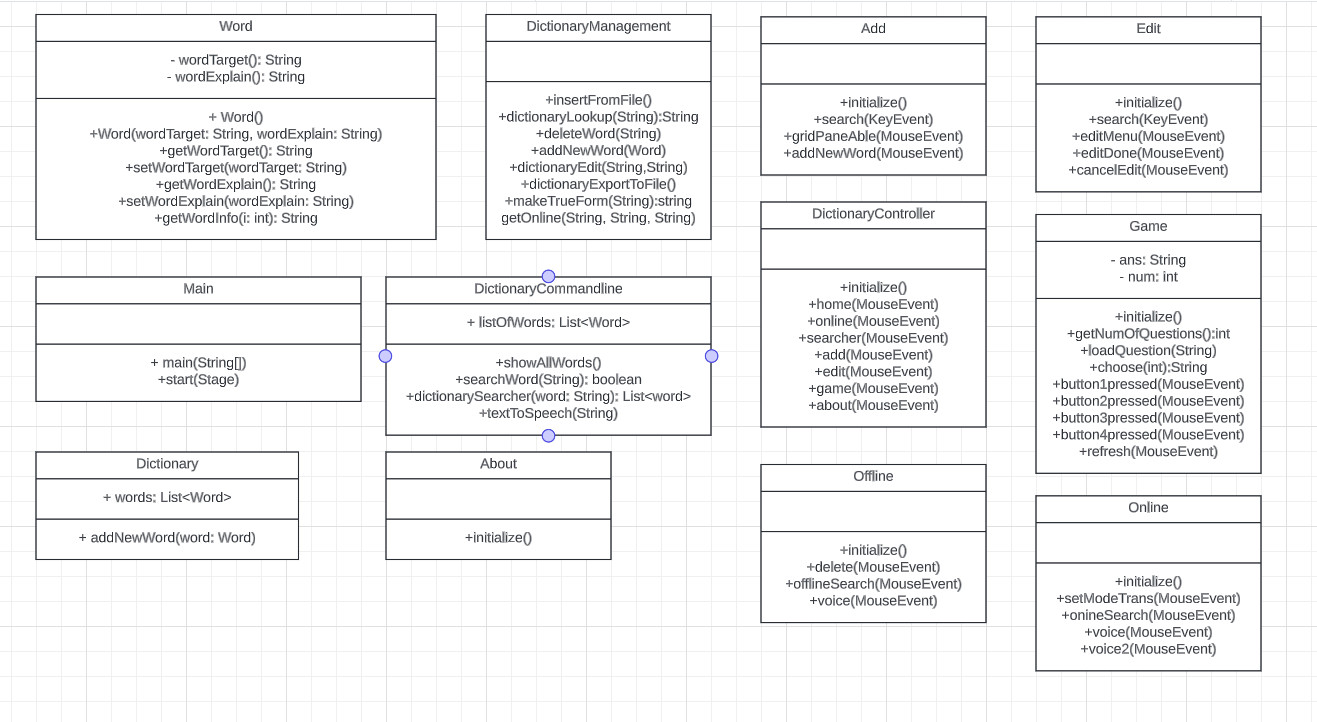 Word
- wordTarget(): String
- wordExplain(): String
+ Word()
+Word(wordTarget: String, wordExplain: String)
+getWordTarget(): String
+setWordTarget(wordTarget: String)
+getWordExplain(): String
+setWordExplain(wordExplain: String)
+getWordInfo(i: int): String
DictionaryManagement
+insertFromFile()
+dictionaryLookup(String):String
+deleteWord(String)
+addNewWord(Word)
+dictionaryEdit(String,String)
+dictionaryExportToFile()
+makeTrueForm(String):string
getOnline(String, String, String)
Add
+initialize()
+search(KeyEvent)
+gridPaneAble(MouseEvent)
+addNewWord(MouseEvent)
Edit
+initialize()
+search(KeyEvent)
+editMenu(MouseEvent)
+editDone(MouseEvent)
+cancelEdit(MouseEvent)
Main
+ main(String[])
+start(Stage)
DictionaryCommandline
+ listOfWords: List<Word>
+showAllWords()
+searchWord(String): boolean
+dictionarySearcher(word: String): List<word>
+textToSpeech(String)
DictionaryController
+initialize()
+home(MouseEvent)
+online(MouseEvent)
+searcher(MouseEvent)
+add(MouseEvent)
+edit(MouseEvent)
+game(MouseEvent)
+about(MouseEvent)
Game
- ans: String
- num: int
+initialize()
+getNumOfQuestions():int
+loadQuestion(String)
+choose(int):String
+button1pressed(MouseEvent)
+button2pressed(MouseEvent)
+button3pressed(MouseEvent)
+button4pressed(MouseEvent)
+refresh(MouseEvent)
Dictionary
+ words: List<Word>
+ addNewWord(word: Word)
About
+initialize()
Offline
+initialize()
+delete(MouseEvent)
+offlineSearch(MouseEvent)
+voice(MouseEvent)
Online
+initialize()
+setModeTrans(MouseEvent)
+onineSearch(MouseEvent)
+voice(MouseEvent)
+voice2(MouseEvent)